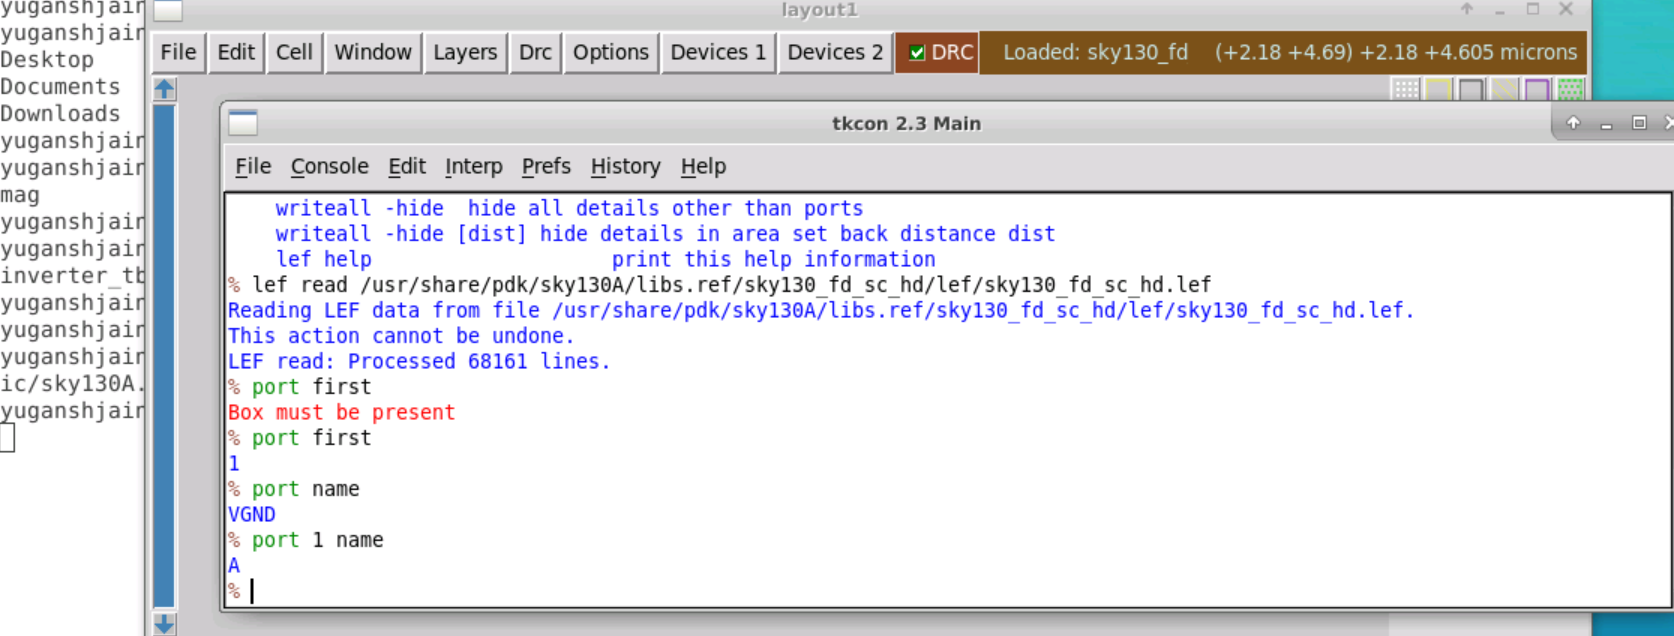 yuganshjain
yuganshjain
Desktop
Documents
Downloads
yuganshjain
yuganshjain
mag
yuganshjain
yuganshjain
inverter_tb
yuganshjain
yuganshjain
yuganshjain
ic/sky130A.
yuganshjain
layout1
File Edit Cell Window Layers Drc Options Devices 1 Devices 2 DRC Loaded: sky130_fd (+2.18 +4.69) +2.18 +4.605 microns
tkcon 2.3 Main
File Console Edit Interp Prefs History Help
writeall -hide hide all details other than ports
writeall -hide [dist] hide details in area set back distance dist
lef help print this help information
% lef read /usr/share/pdk/sky130A/libs.ref/sky130_fd_sc_hd/lef/sky130_fd_sc_hd.lef
Reading LEF data from file /usr/share/pdk/sky130A/libs.ref/sky130_fd_sc_hd/lef/sky130_fd_sc_hd.lef.
This action cannot be undone.
LEF read: Processed 68161 lines.
% port first
Box must be present
% port first
1
% port name
VGND
% port 1 name
A
%